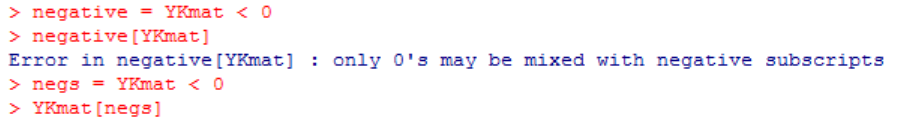 > negative = YKmat < 0
> negative[YKmat]
Error in negative[YKmat] : only 0's may be mixed with negative subscripts
> negs = YKmat < 0
> YKmat[negs]